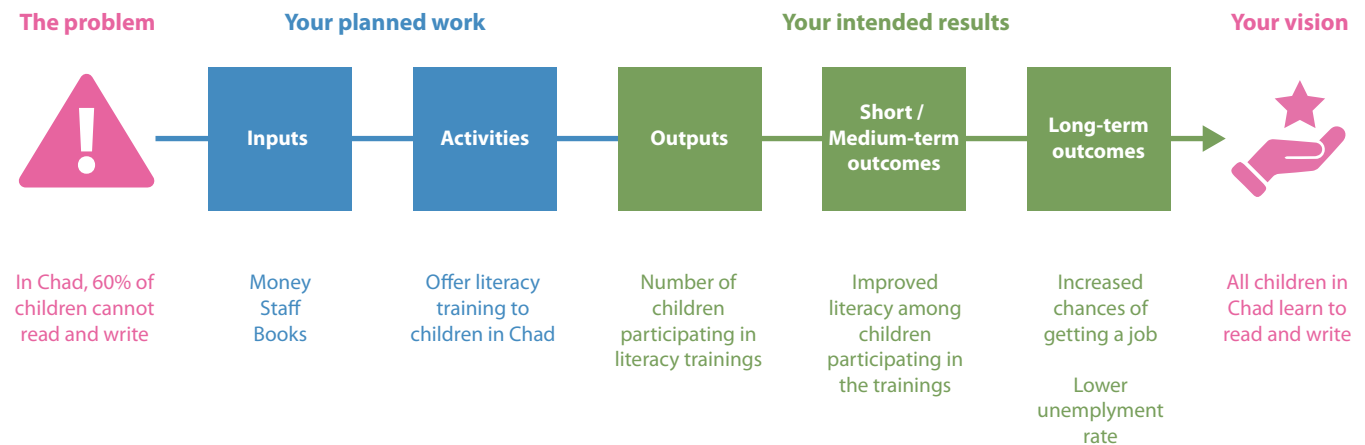 The problem
Your planned work
Your intended results
Your vision
!
Inputs
Activities
Outputs
Short /
Medium-term
outcomes
Long-term
outcomes
In Chad, 60% of
children cannot
read and write
Money
Staff
Books
Offer literacy
training to
children in Chad
Number of
children
participating in
literacy trainings
Improved
literacy among
children
participating in
the trainings
Increased
chances of
getting a job
Lower
unemplyment
rate
All children in
Chad learn to
read and write